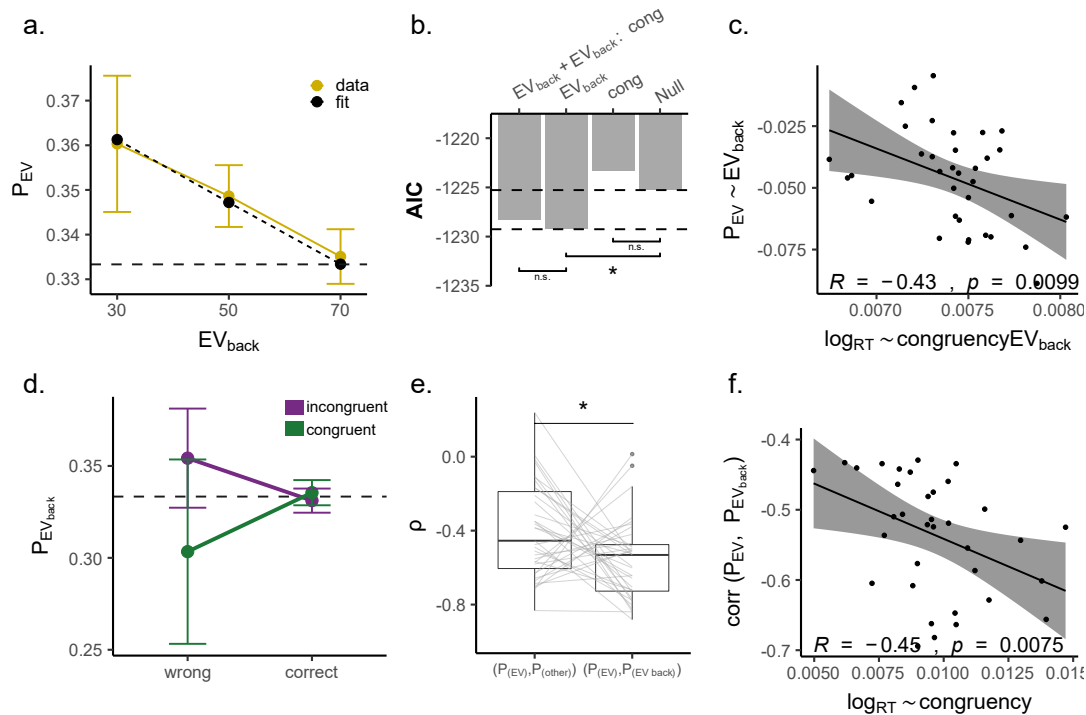 a.
data
fit
0.37
0.36
0.35
0.34
0.33
P_EV
30
50
70
EV_back
b.
EV_back + EV_back : cong
EV_back
cong
Null
AIC
-1220
-1225
-1230
-1235
n.s.
n.s.
*
c.
P_EV ~ EV_back
-0.025
-0.050
-0.075
R = −0.43 , p = 0.0099
0.0070
0.0075
0.0080
log_RT ~ congruencyEV_back
d.
incongruent
congruent
0.35
0.30
0.25
P_EV_back
wrong
correct
e.
*
0.0
-0.4
-0.8
ρ
(P_(EV),P_(other))
(P_(EV),P_(EV back))
f.
corr (P_EV, P_EV_back)
-0.4
-0.5
-0.6
-0.7
R = −0.45 , p = 0.0075
0.0050
0.0075
0.0100
0.0125
0.015
log_RT ~ congruency